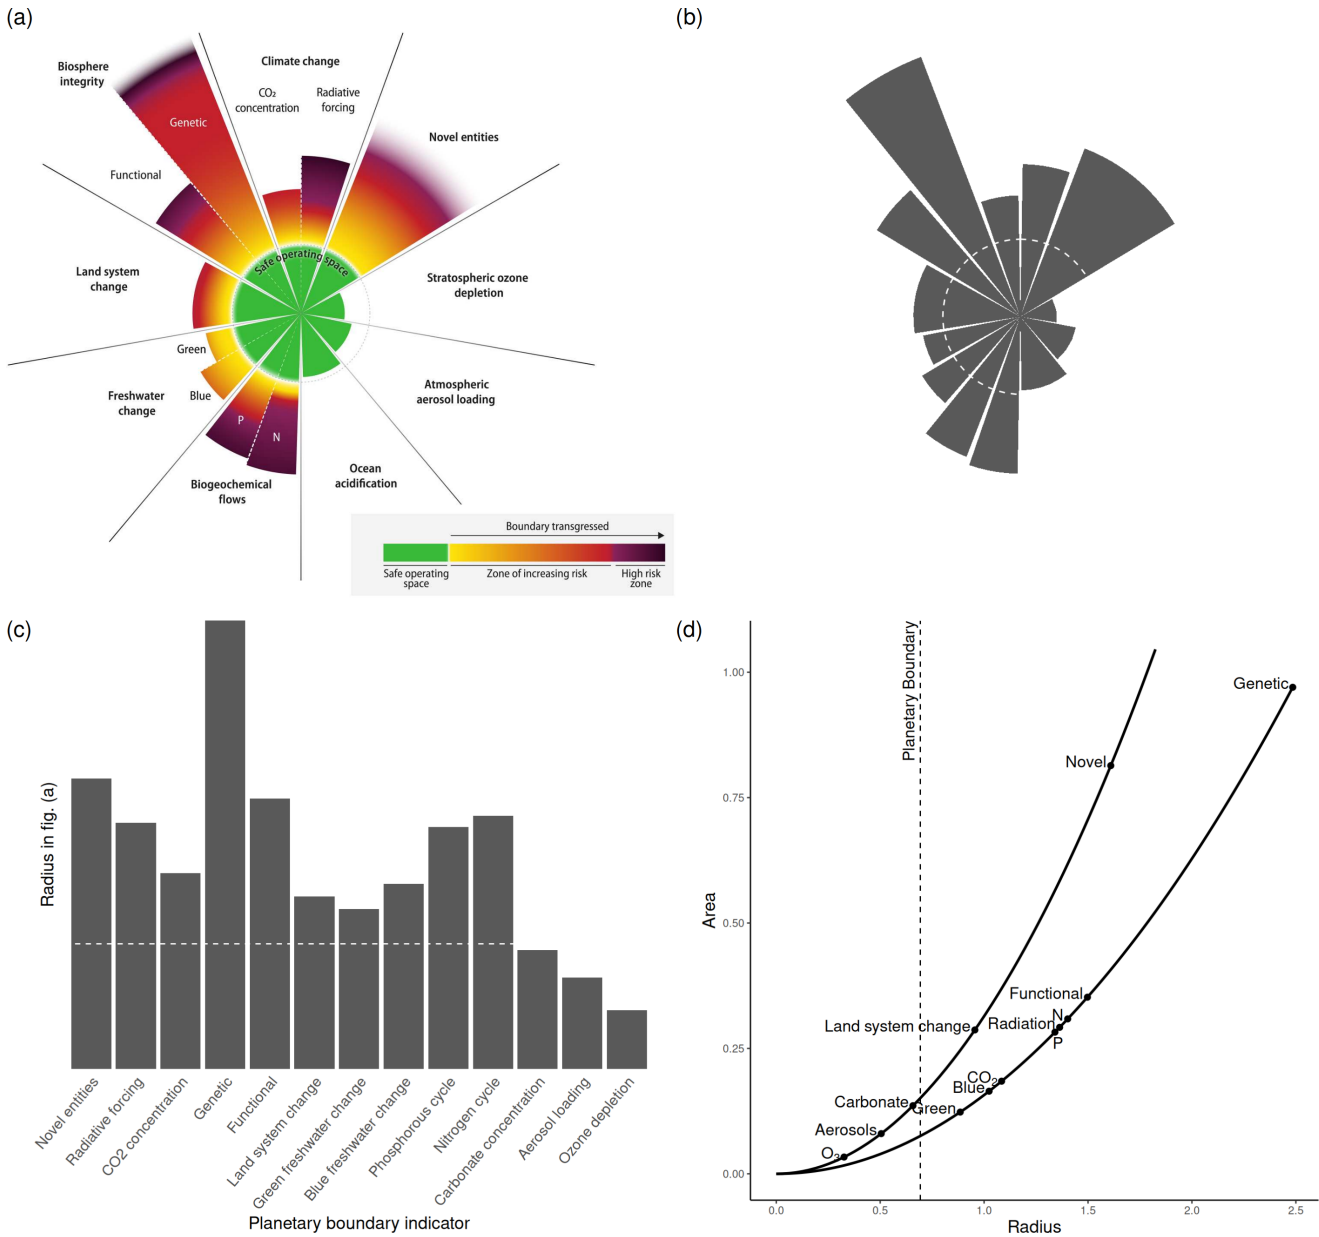 (a)
Biosphere
integrity
Climate change
CO₂
concentration
Radiative
forcing
Genetic
Novel entities
Functional
Safe operating space
Land system
change
Stratospheric ozone
depletion
Green
Freshwater
change
Blue
Atmospheric
aerosol loading
P
N
Biogeochemical
flows
Ocean
acidification
Boundary transgressed
Safe operating
space
Zone of increasing risk
High risk
zone
(b)
(c)
Radius in fig. (a)
Novel entities
Radiative forcing
CO2 concentration
Genetic
Functional
Land system change
Green freshwater change
Blue freshwater change
Phosphorous cycle
Nitrogen cycle
Carbonate concentration
Aerosol loading
Ozone depletion
Planetary boundary indicator
(d)
Planetary Boundary
Area
1.00
0.75
0.50
0.25
0.00
Genetic
Novel
Functional
N
Radiation
P
Land system change
CO₂
Blue
Green
Carbonate
Aerosols
O₃
0.0
0.5
1.0
1.5
2.0
2.5
Radius